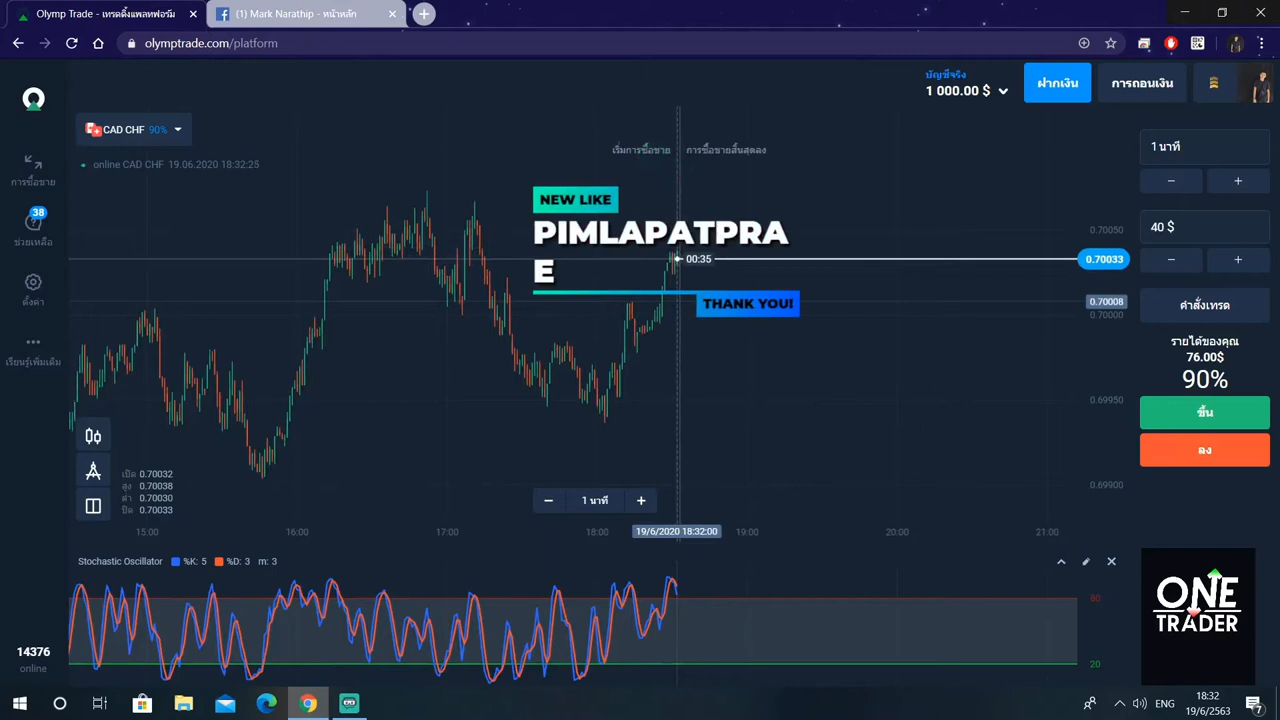 Olymp Trade - เทรดดิ้งแพลทฟอร์ม
(1) Mark Narathip - หน้าหลัก
olymptrade.com/platform
บัญชีจริง
1 000.00 $
ฝากเงิน
การถอนเงิน
CAD CHF 90%
online CAD CHF 19.06.2020 18:32:25
เริ่มการซื้อขาย
การซื้อขายสิ้นสุดลง
การซื้อขาย
38
ช่วยเหลือ
ตั้งค่า
เรียนรู้เพิ่มเติม
NEW LIKE
PIMLAPATPRA
E
THANK YOU!
00:35
0.70050
0.70033
0.70008
0.70000
0.69950
0.69900
1 นาที
− +
40 $
− +
คำสั่งเทรด
รายได้ของคุณ
76.00$
90%
ขึ้น
ลง
เปิด 0.70032
สูง 0.70038
ต่ำ 0.70030
ปิด 0.70033
− 1 นาที +
15:00 16:00 17:00 18:00 19/6/2020 18:32:00 19:00 20:00 21:00
Stochastic Oscillator %K: 5 %D: 3 m: 3
80
20
ONE
TRADER
14376
online
ENG
18:32
19/6/2563
7